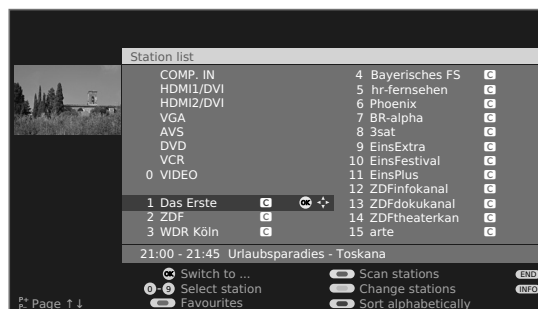 Station list
COMP. IN
HDMI1/DVI
HDMI2/DVI
VGA
AVS
DVD
VCR
0 VIDEO
1 Das Erste C OK
2 ZDF C
3 WDR Köln C
4 Bayerisches FS C
5 hr-fernsehen C
6 Phoenix C
7 BR-alpha C
8 3sat C
9 EinsExtra C
10 EinsFestival C
11 EinsPlus C
12 ZDFinfokanal C
13 ZDFdokukanal C
14 ZDFtheaterkan C
15 arte C
21:00 - 21:45 Urlaubsparadies - Toskana
OK Switch to ...
0-9 Select station
Favourites
Scan stations
Change stations
Sort alphabetically
END
INFO
P+ P- Page ↑↓